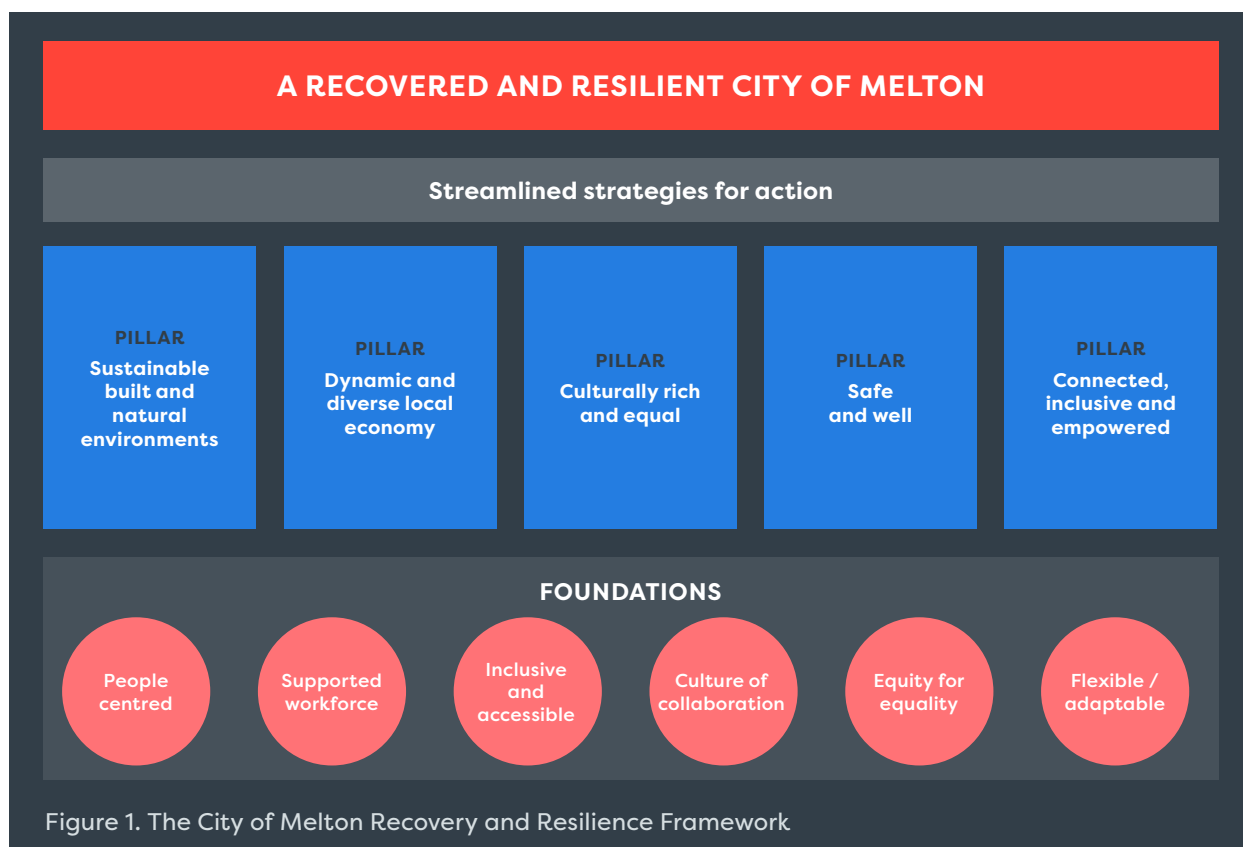 A RECOVERED AND RESILIENT CITY OF MELTON
Streamlined strategies for action
PILLAR
Sustainable
built and
natural
environments
PILLAR
Dynamic and
diverse local
economy
PILLAR
Culturally rich
and equal
PILLAR
Safe
and well
PILLAR
Connected,
inclusive and
empowered
FOUNDATIONS
People
centred
Supported
workforce
Inclusive
and
accessible
Culture of
collaboration
Equity for
equality
Flexible /
adaptable
Figure 1. The City of Melton Recovery and Resilience Framework